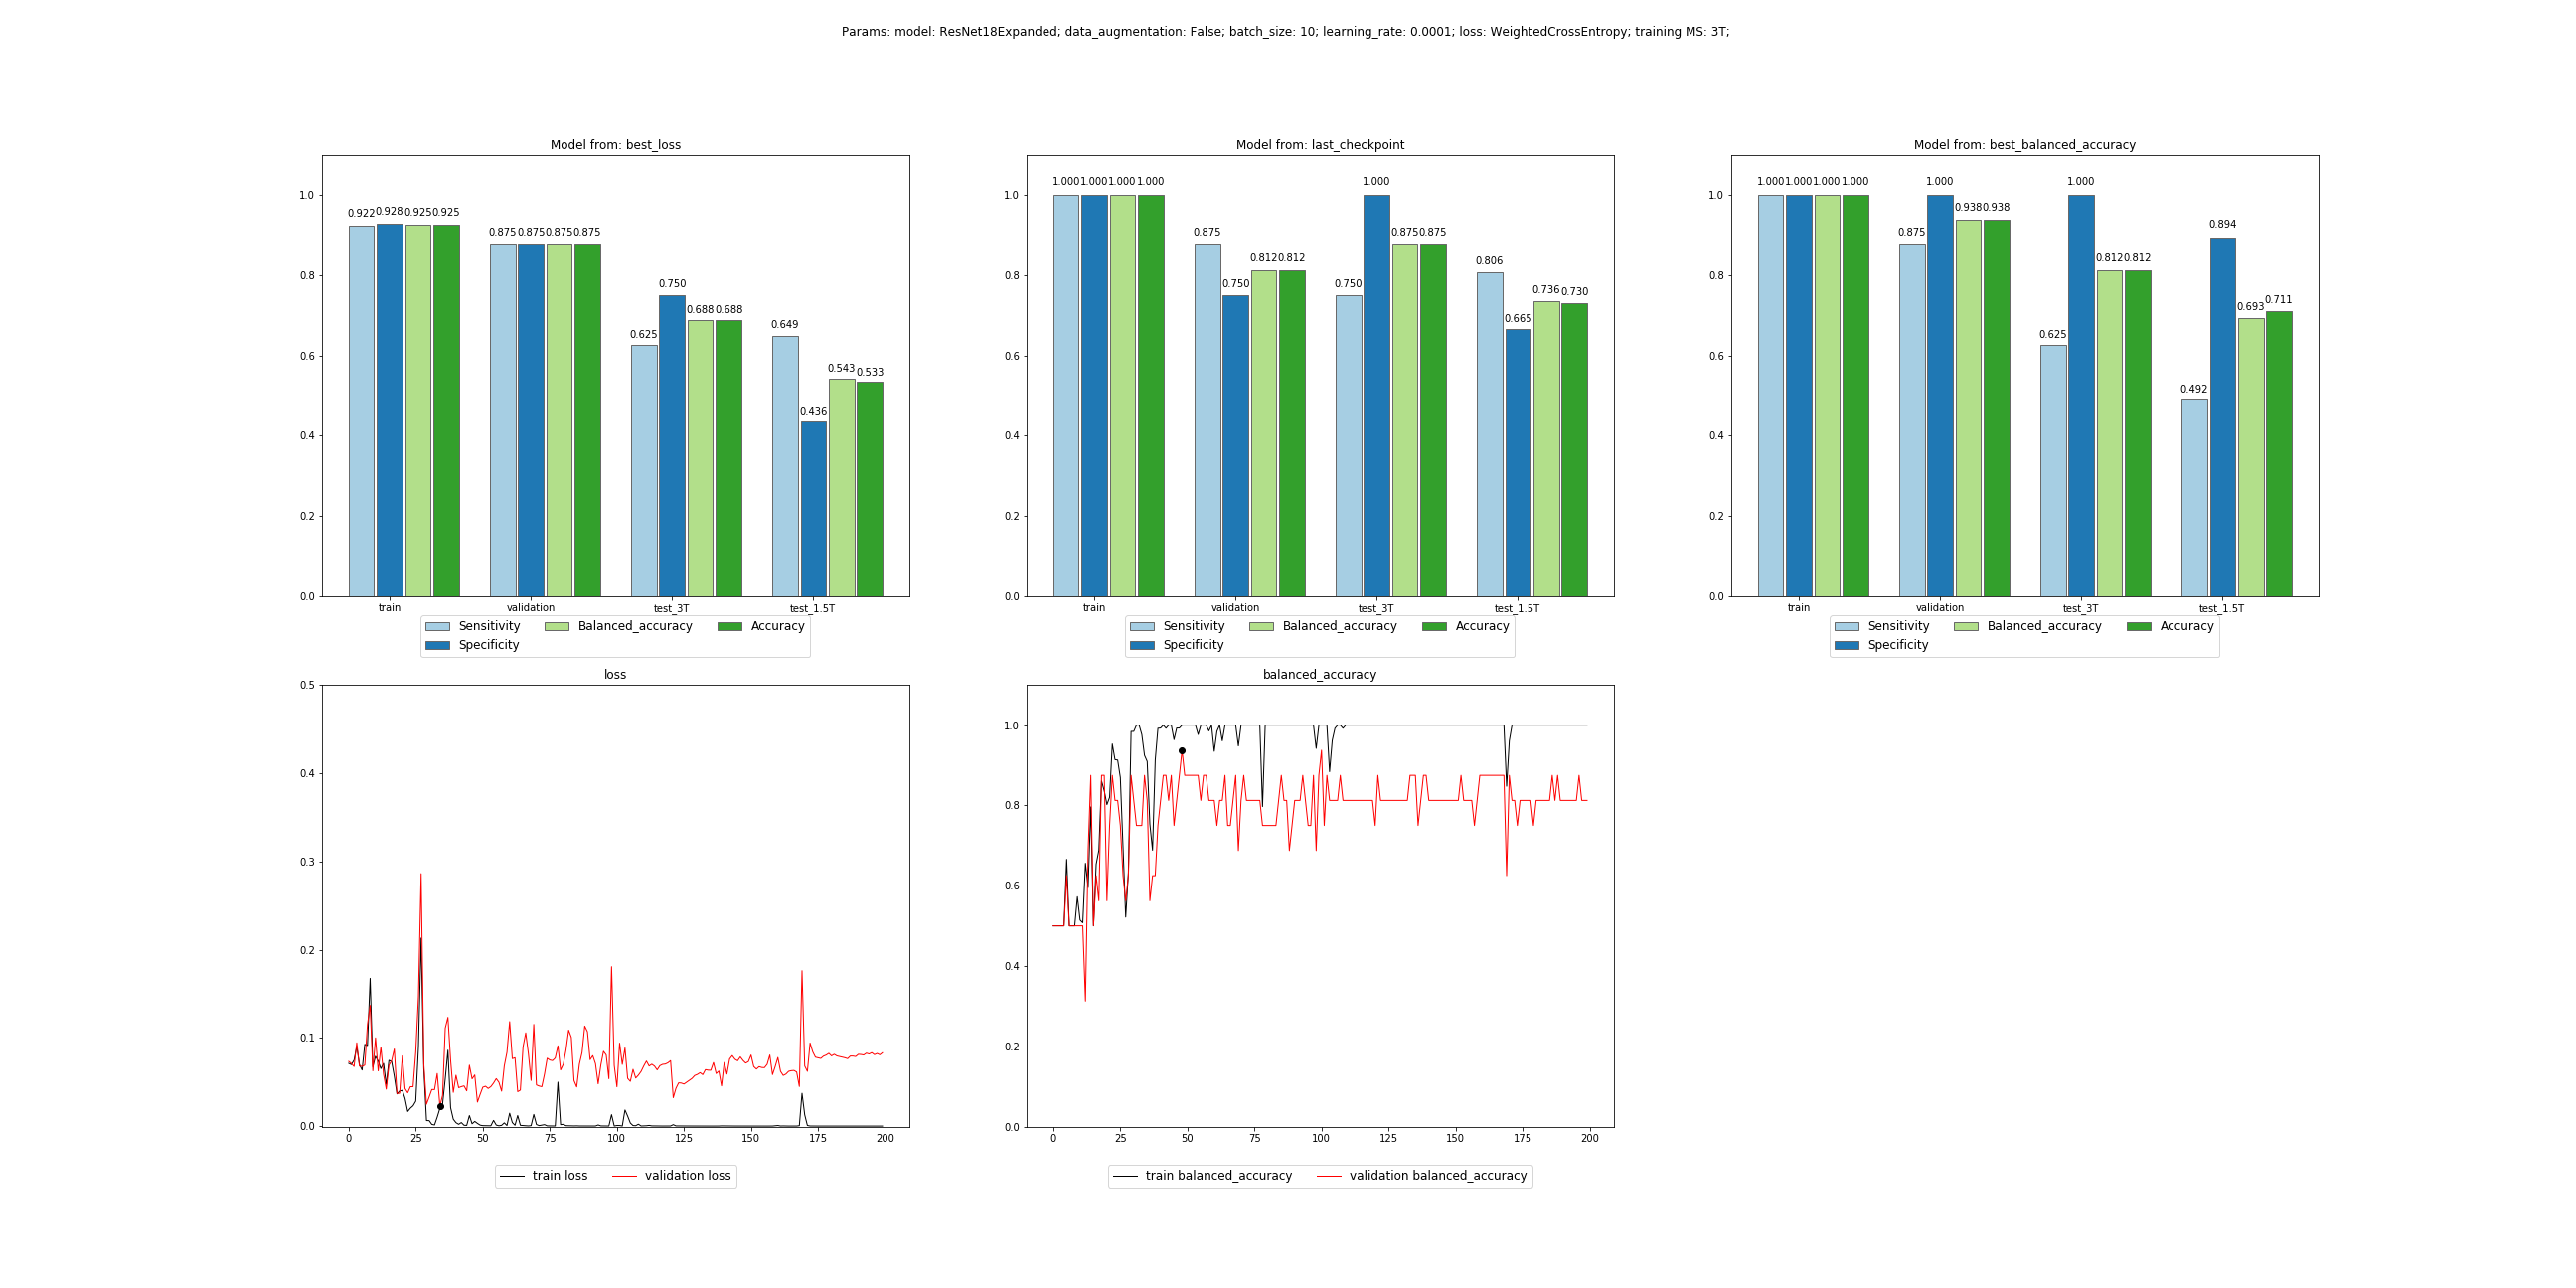 Params: model: ResNet18Expanded; data_augmentation: False; batch_size: 10; learning_rate: 0.0001; loss: WeightedCrossEntropy; training MS: 3T;
Model from: best_loss
1.0
0.8
0.6
0.4
0.2
0.0
0.922 0.928 0.925 0.925
0.875 0.875 0.875 0.875
0.625 0.750 0.688 0.688
0.649 0.436 0.543 0.533
train validation test_3T test_1.5T
Sensitivity Balanced_accuracy Accuracy
Specificity
Model from: last_checkpoint
1.0
0.8
0.6
0.4
0.2
0.0
1.000 1.000 1.000 1.000
0.875 0.750 0.812 0.812
0.750 1.000 0.875 0.875
0.806 0.665 0.736 0.730
train validation test_3T test_1.5T
Sensitivity Balanced_accuracy Accuracy
Specificity
Model from: best_balanced_accuracy
1.0
0.8
0.6
0.4
0.2
0.0
1.000 1.000 1.000 1.000
0.875 1.000 0.938 0.938
0.625 1.000 0.812 0.812
0.492 0.894 0.693 0.711
train validation test_3T test_1.5T
Sensitivity Balanced_accuracy Accuracy
Specificity
loss
0.5
0.4
0.3
0.2
0.1
0.0
0 25 50 75 100 125 150 175 200
train loss validation loss
balanced_accuracy
1.0
0.8
0.6
0.4
0.2
0.0
0 25 50 75 100 125 150 175 200
train balanced_accuracy validation balanced_accuracy